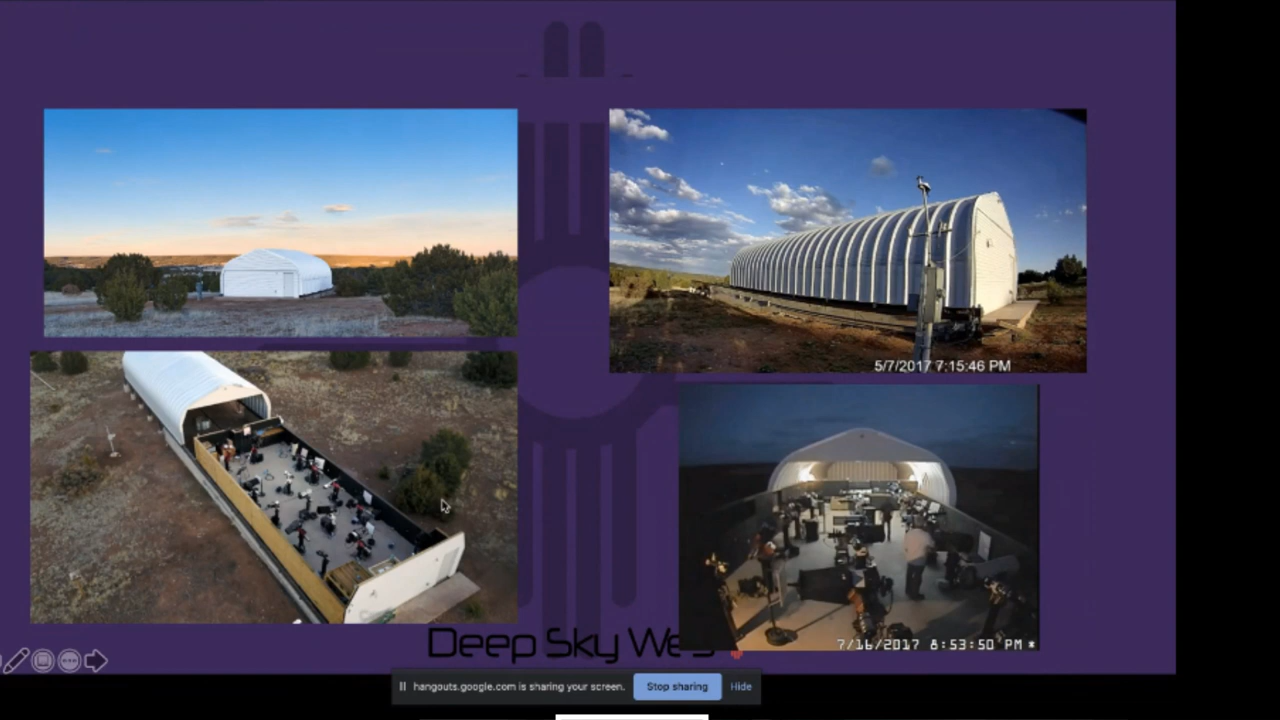 5/7/2017 7:15:46 PM
7/16/2017 8:53:50 PM *
Deep Sky We
hangouts.google.com is sharing your screen. Stop sharing Hide